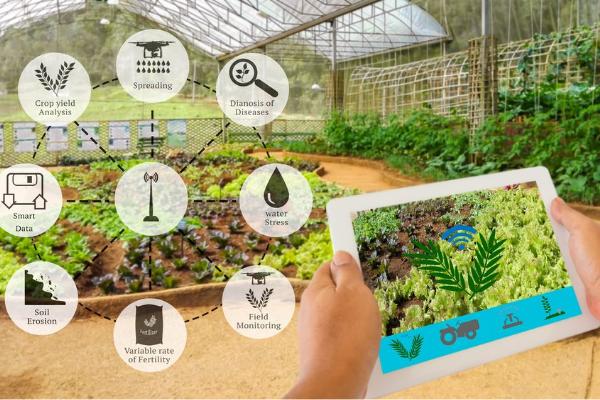 Spreading
Crop yield
Analysis
Dianosis of
Diseases
Smart
Data
water
Stress
Soil
Erosion
Field
Monitoring
Variable rate
of Fertility